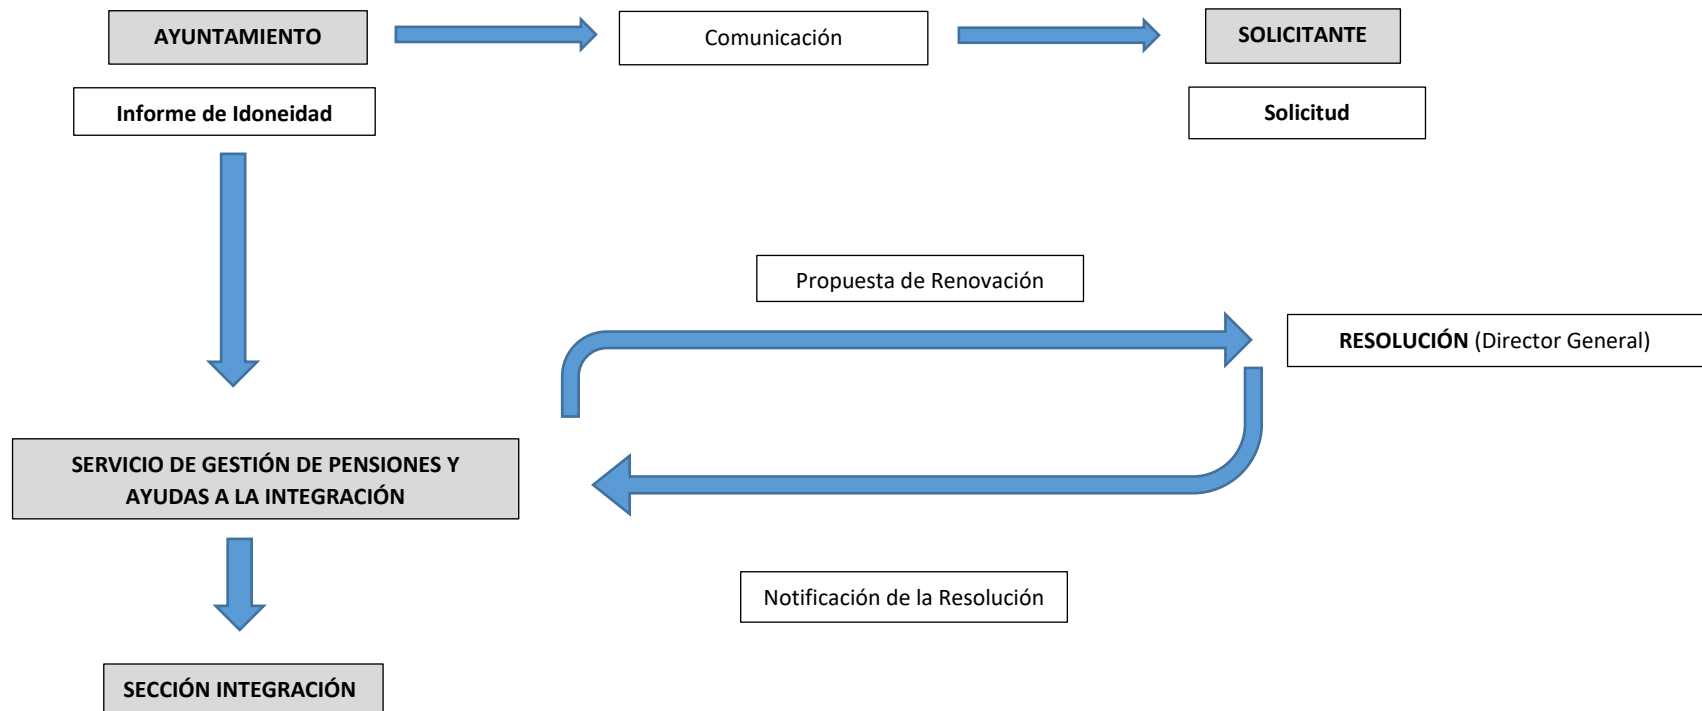 AYUNTAMIENTO
Comunicación
SOLICITANTE
Informe de Idoneidad
Solicitud
Propuesta de Renovación
RESOLUCIÓN (Director General)
SERVICIO DE GESTIÓN DE PENSIONES Y
AYUDAS A LA INTEGRACIÓN
Notificación de la Resolución
SECCIÓN INTEGRACIÓN